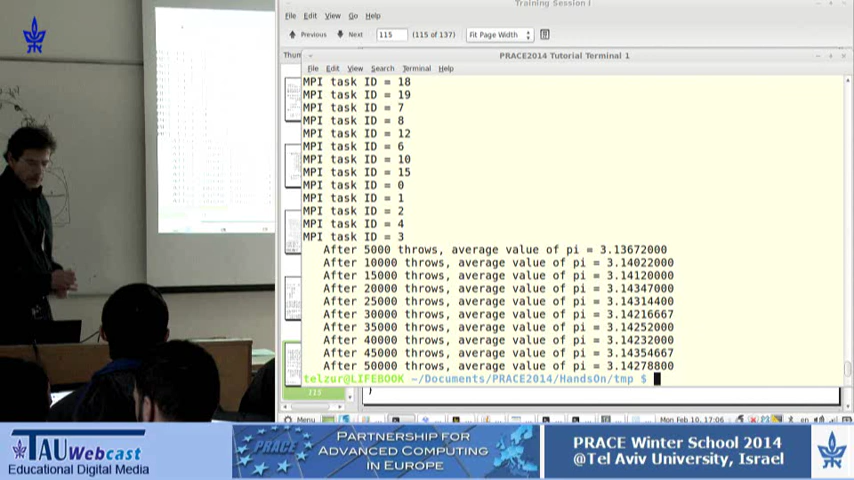 Training Session I
File Edit View Go Help
Previous Next 115 (115 of 137) Fit Page Width
Thum
PRACE2014 Tutorial Terminal 1
File Edit View Search Terminal Help
MPI task ID = 18
MPI task ID = 19
MPI task ID = 7
MPI task ID = 8
MPI task ID = 12
MPI task ID = 6
MPI task ID = 10
MPI task ID = 15
MPI task ID = 0
MPI task ID = 1
MPI task ID = 2
MPI task ID = 4
MPI task ID = 3
After 5000 throws, average value of pi = 3.13672000
After 10000 throws, average value of pi = 3.14022000
After 15000 throws, average value of pi = 3.14120000
After 20000 throws, average value of pi = 3.14347000
After 25000 throws, average value of pi = 3.14314400
After 30000 throws, average value of pi = 3.14216667
After 35000 throws, average value of pi = 3.14252000
After 40000 throws, average value of pi = 3.14232000
After 45000 throws, average value of pi = 3.14354667
After 50000 throws, average value of pi = 3.14278800
telzur@LIFEBOOK ~/Documents/PRACE2014/HandsOn/tmp $
115
}
Menu
en Mon Feb 10, 17:06
TAU Webcast
Educational Digital Media
PRACE
PARTNERSHIP FOR
ADVANCED COMPUTING
IN EUROPE
PRACE Winter School 2014
@Tel Aviv University, Israel